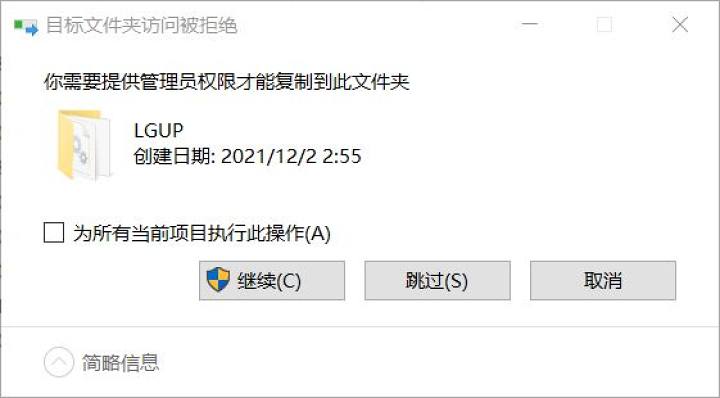 目标文件夹访问被拒绝
你需要提供管理员权限才能复制到此文件夹
LGUP
创建日期: 2021/12/2 2:55
为所有当前项目执行此操作(A)
继续(C)
跳过(S)
取消
简略信息